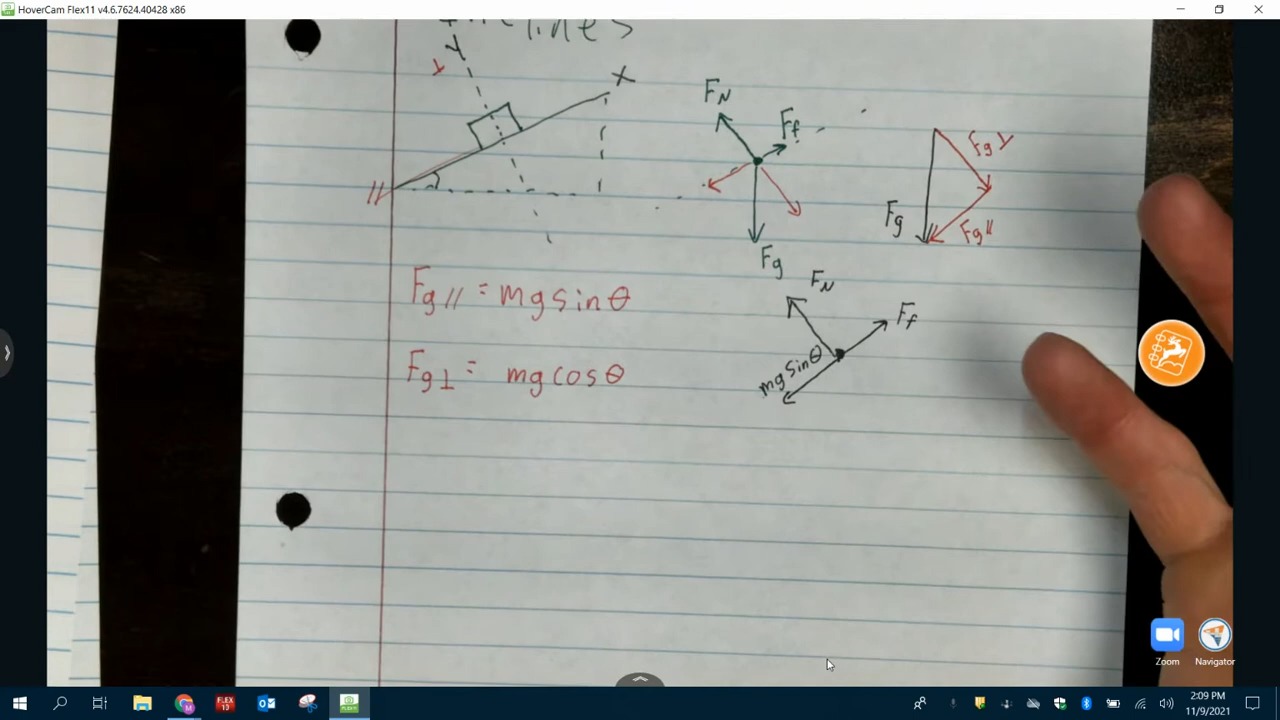 HoverCam Flex11 v4.6.7624.40428 x86
y
⊥
x
//
FN
Ff
Fg
Fg⊥
Fg
Fg//
Fg// = mg sinθ
Fg⊥ = mg cosθ
FN
Ff
mg sinθ
Zoom
Navigator
FLEX
2:09 PM
11/9/2021